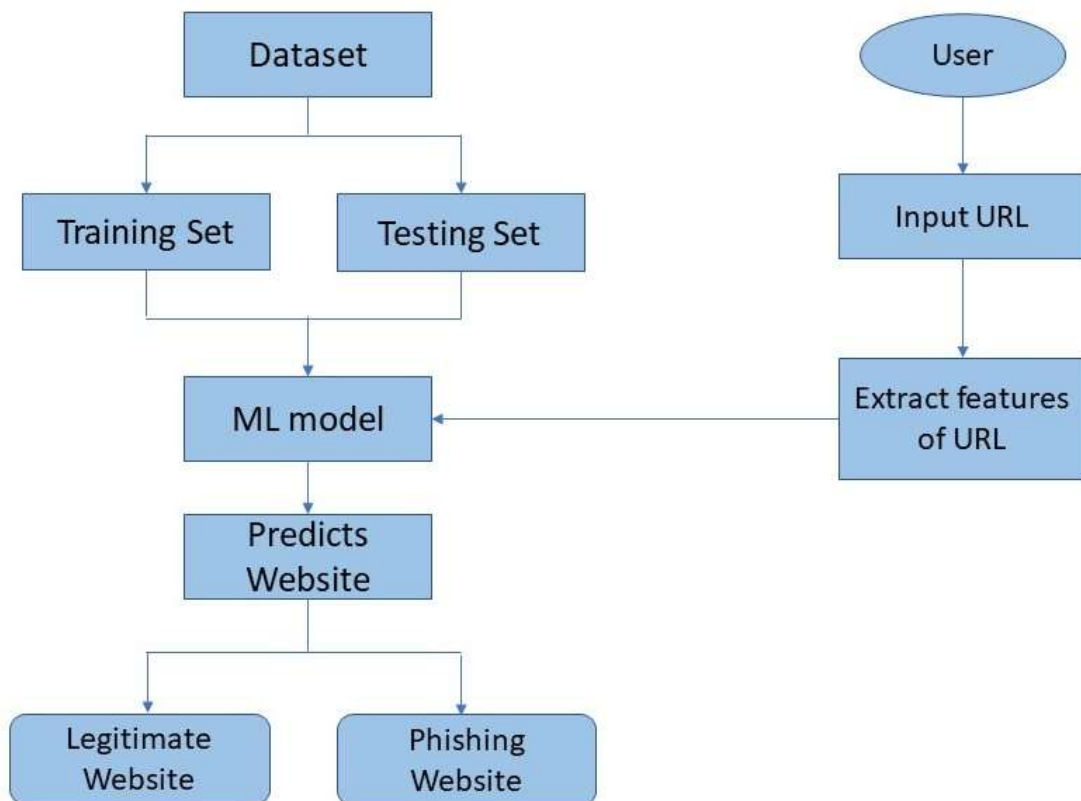 Dataset
User
Training Set
Testing Set
Input URL
ML model
Extract features
of URL
Predicts
Website
Legitimate
Website
Phishing
Website